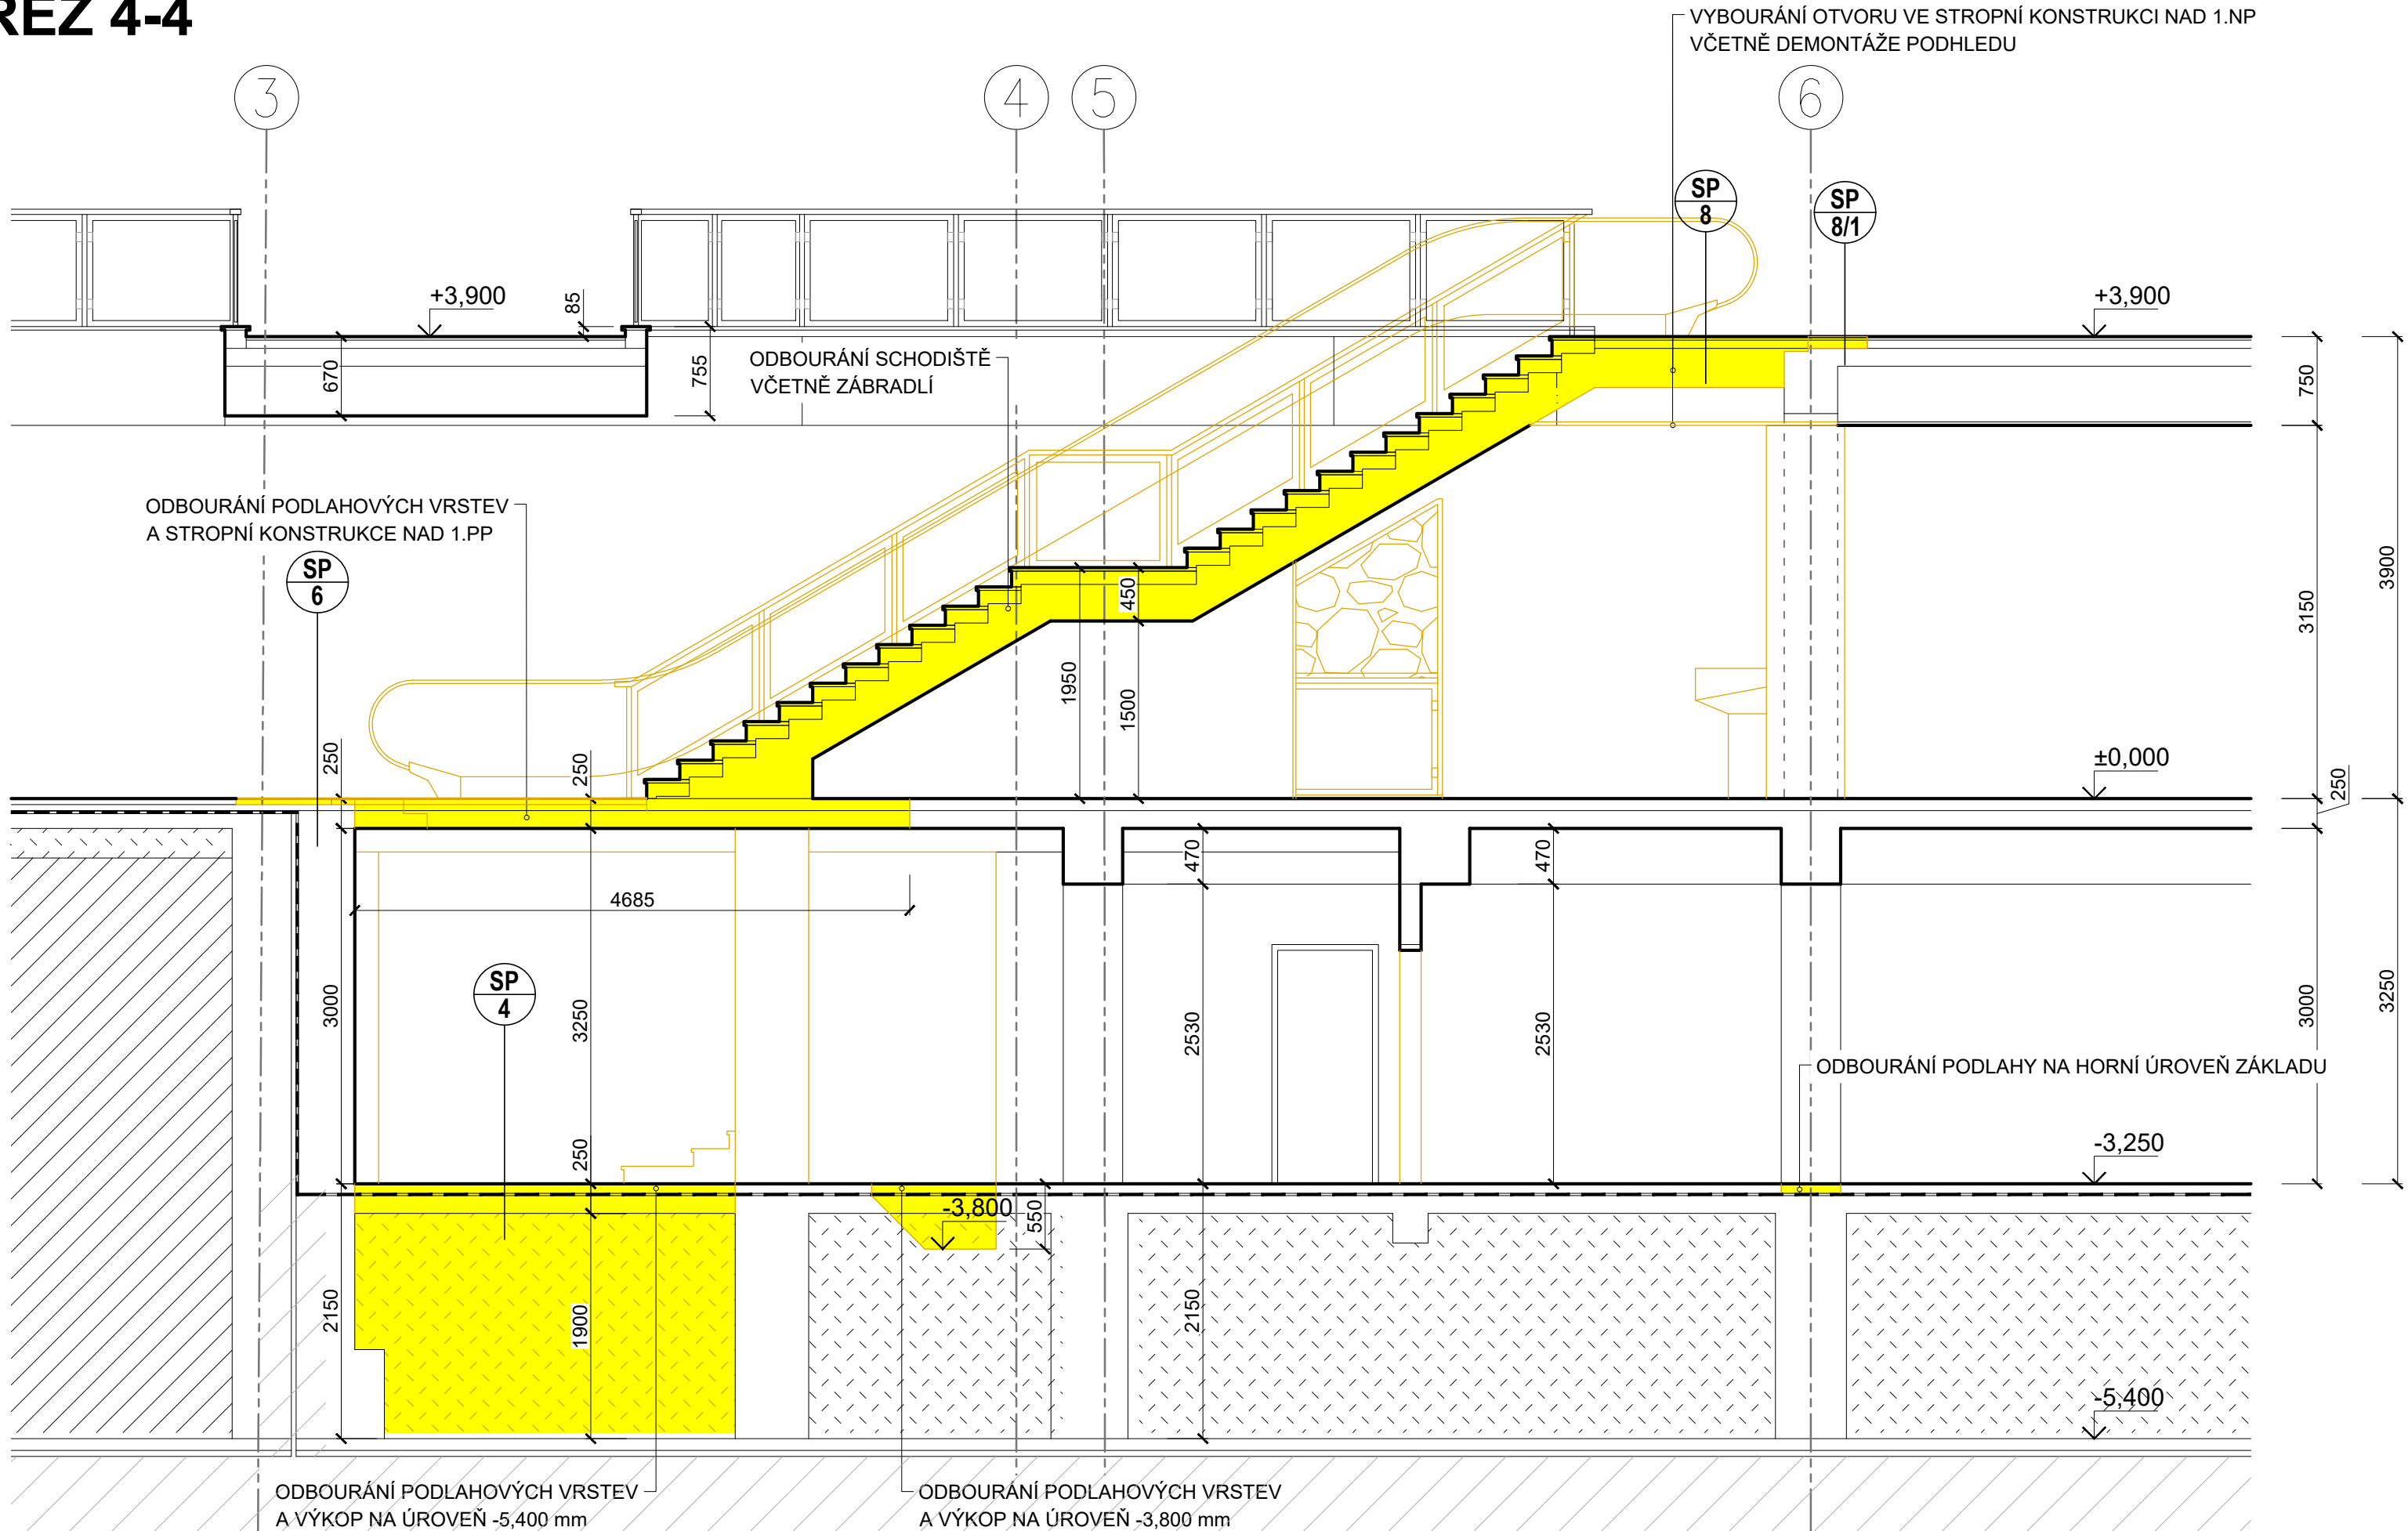 ŘEZ 4-4
VYBOURÁNÍ OTVORU VE STROPNÍ KONSTRUKCI NAD 1.NP
VČETNĚ DEMONTÁŽE PODHLEDU
3
4
5
6
SP
8
SP
8/1
+3,900
85
+3,900
670
755
ODBOURÁNÍ SCHODIŠTĚ
VČETNĚ ZÁBRADLÍ
750
3900
ODBOURÁNÍ PODLAHOVÝCH VRSTEV
A STROPNÍ KONSTRUKCE NAD 1.PP
SP
6
450
3150
1950
1500
250
250
±0,000
250
470
470
4685
SP
4
3000
3250
2530
2530
3000
3250
ODBOURÁNÍ PODLAHY NA HORNÍ ÚROVEŇ ZÁKLADU
250
-3,250
-3,800
550
2150
1900
2150
-5,400
ODBOURÁNÍ PODLAHOVÝCH VRSTEV
A VÝKOP NA ÚROVEŇ -5,400 mm
ODBOURÁNÍ PODLAHOVÝCH VRSTEV
A VÝKOP NA ÚROVEŇ -3,800 mm